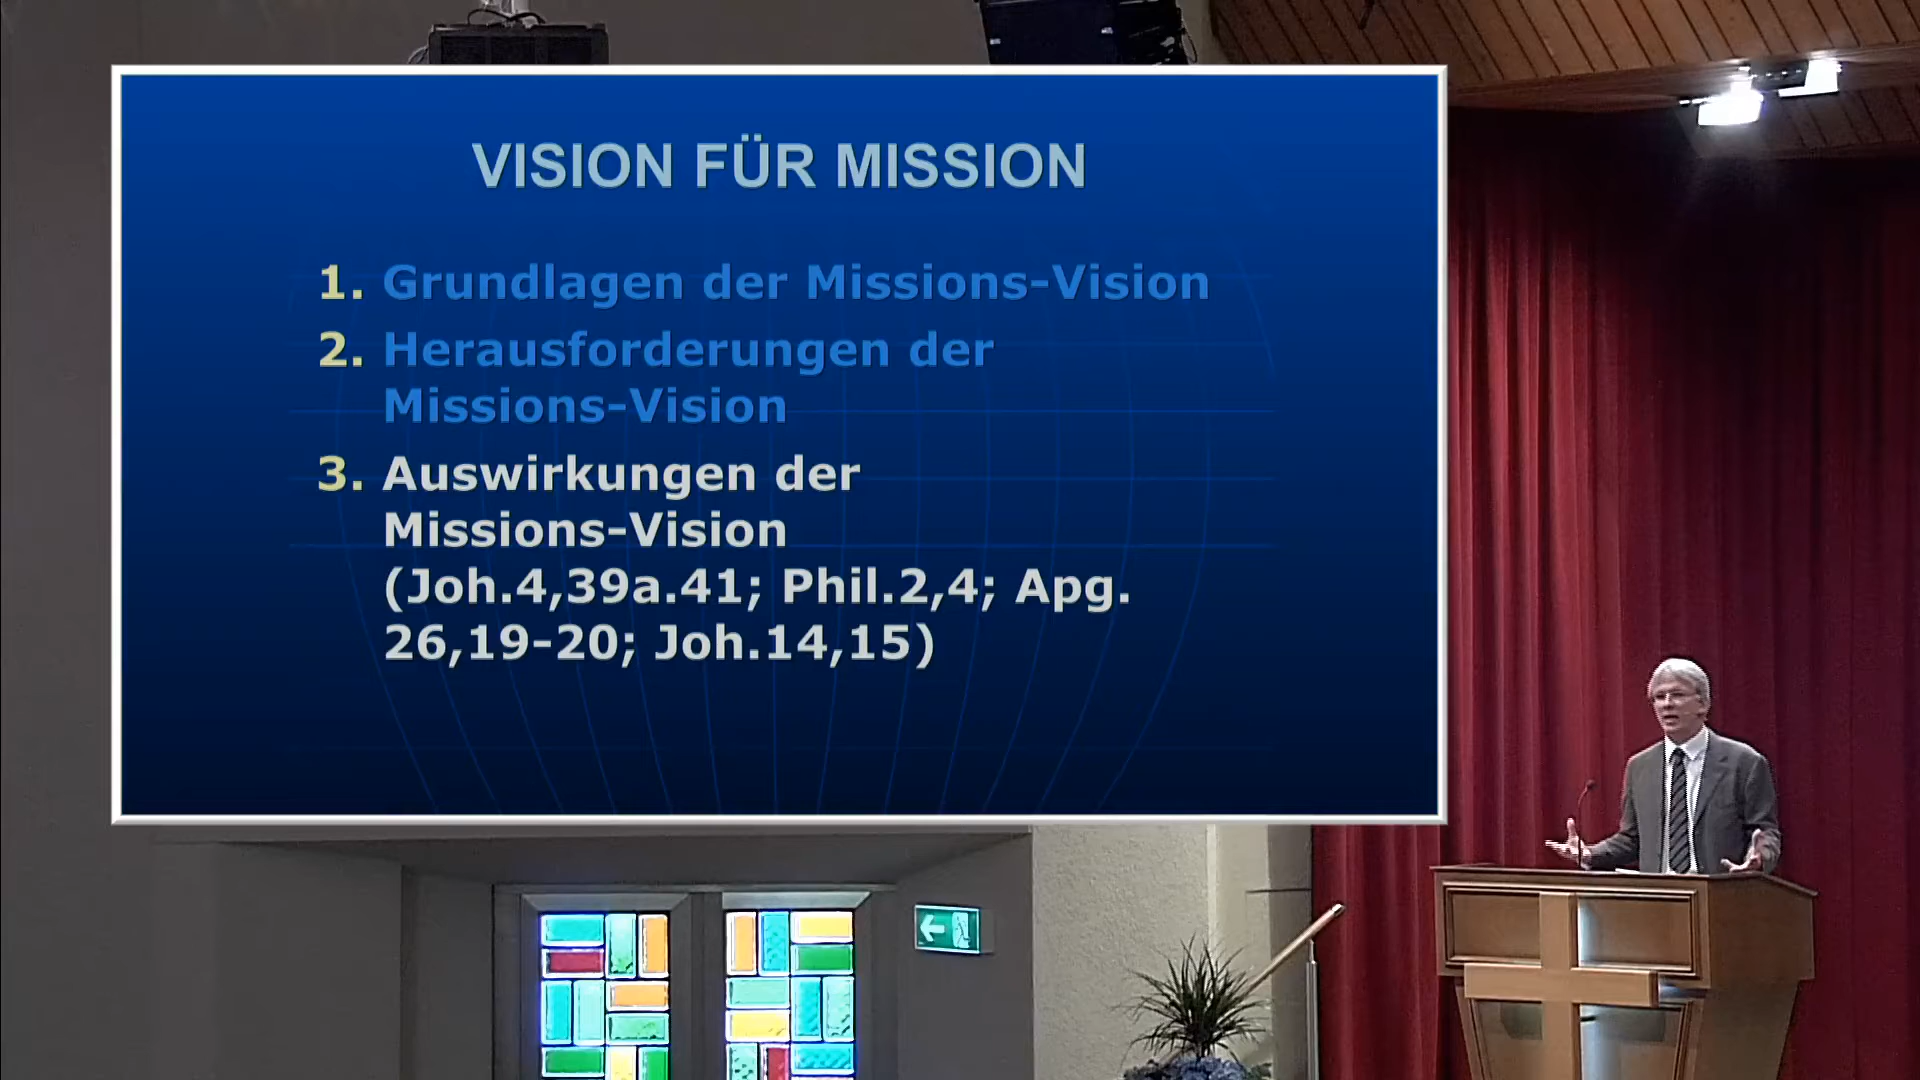 VISION FÜR MISSION
1. Grundlagen der Missions-Vision
2. Herausforderungen der
Missions-Vision
3. Auswirkungen der
Missions-Vision
(Joh.4,39a.41; Phil.2,4; Apg.
26,19-20; Joh.14,15)